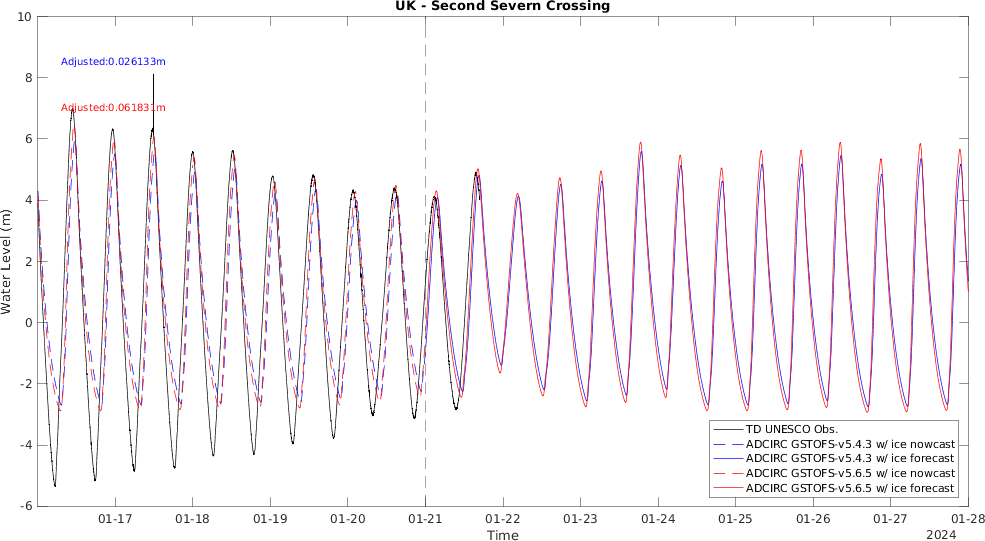 UK - Second Severn Crossing
10
8
6
4
2
0
-2
-4
-6
Water Level (m)
Adjusted:0.026133m
Adjusted:0.061831m
TD UNESCO Obs.
ADCIRC GSTOFS-v5.4.3 w/ ice nowcast
ADCIRC GSTOFS-v5.4.3 w/ ice forecast
ADCIRC GSTOFS-v5.6.5 w/ ice nowcast
ADCIRC GSTOFS-v5.6.5 w/ ice forecast
01-17 01-18 01-19 01-20 01-21 01-22 01-23 01-24 01-25 01-26 01-27 01-28
Time
2024